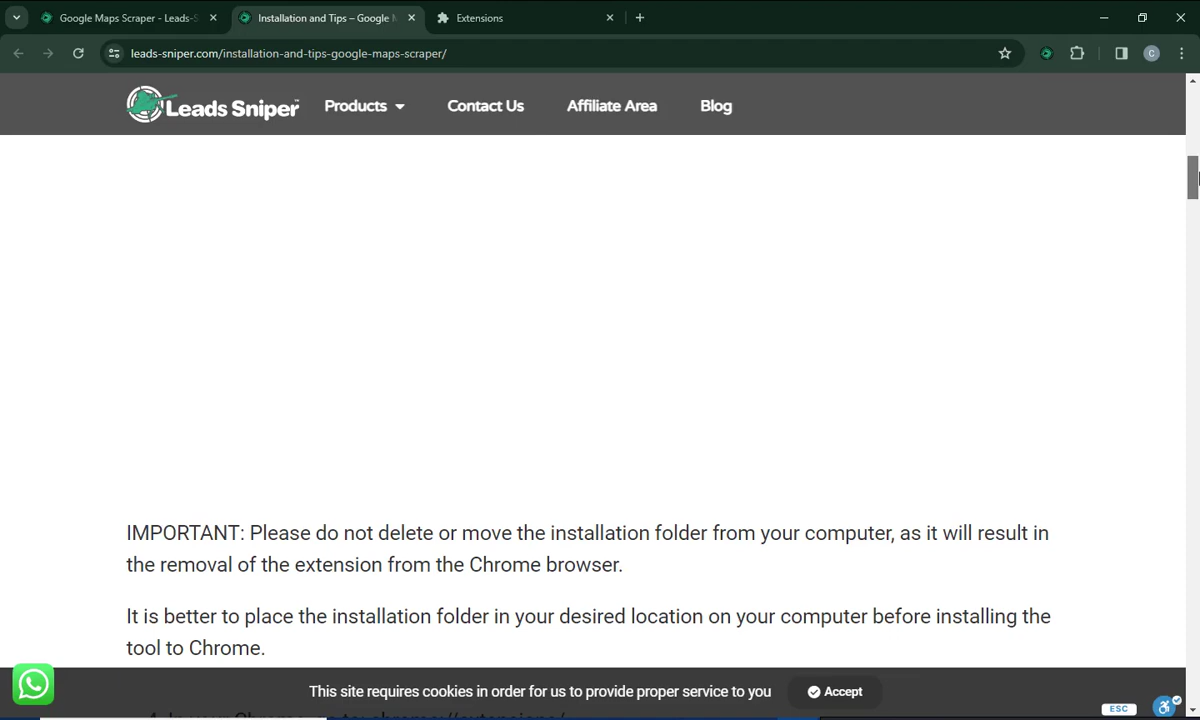 Google Maps Scraper - Leads-S
Installation and Tips – Google M
Extensions
leads-sniper.com/installation-and-tips-google-maps-scraper/
C
Leads Sniper
Products
Contact Us
Affiliate Area
Blog
IMPORTANT: Please do not delete or move the installation folder from your computer, as it will result in
the removal of the extension from the Chrome browser.
It is better to place the installation folder in your desired location on your computer before installing the
tool to Chrome.
This site requires cookies in order for us to provide proper service to you
Accept
ESC